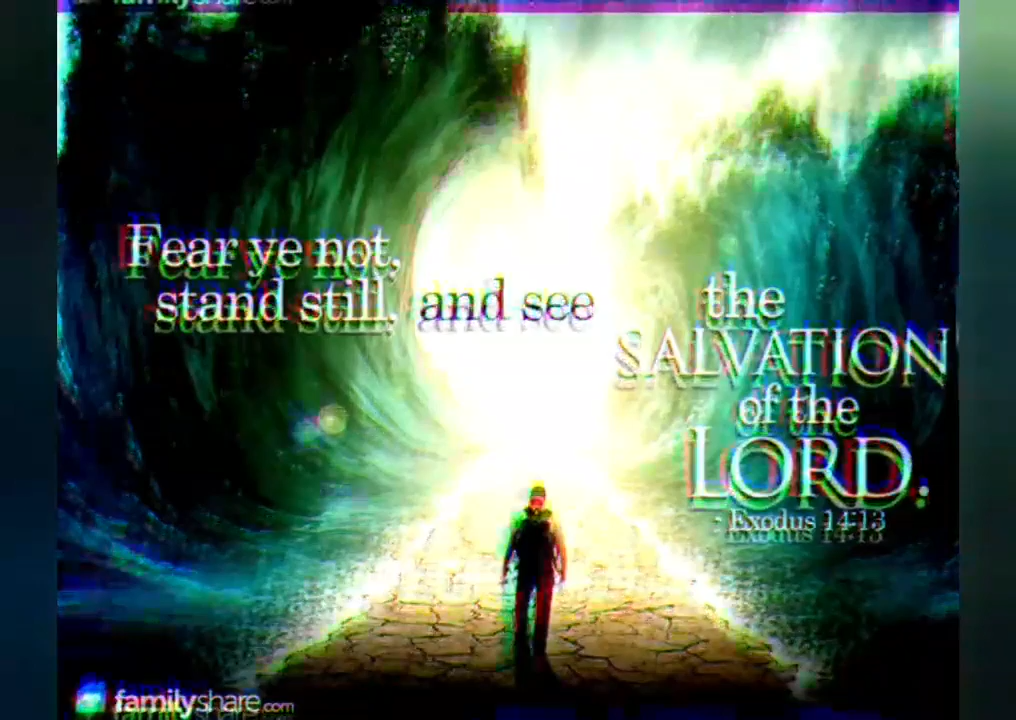 familyshare.com
Fear ye not,
stand still, and see
the
SALVATION
of the
LORD.
- Exodus 14:13
familyshare.com